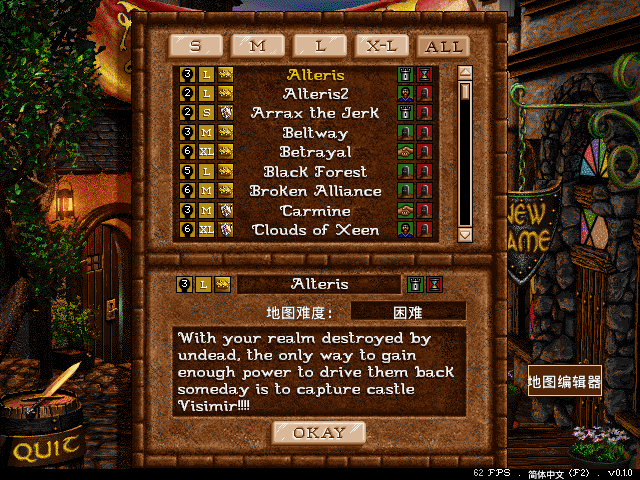 S M L X-L ALL
3 L Alteris
2 L Alteris2
2 S Arrax the Jerk
3 M Beltway
6 XL Betrayal
5 L Black Forest
6 M Broken Alliance
3 M Carmine
6 XL Clouds of Xeen
NEW
GAME
3 L Alteris
地图难度： 困难
With your realm destroyed by
undead, the only way to gain
enough power to drive them back
someday is to capture castle
Visimir!!!!
地图编辑器
OKAY
QUIT
62 FPS . 简体中文 (F2) . v0.1.0